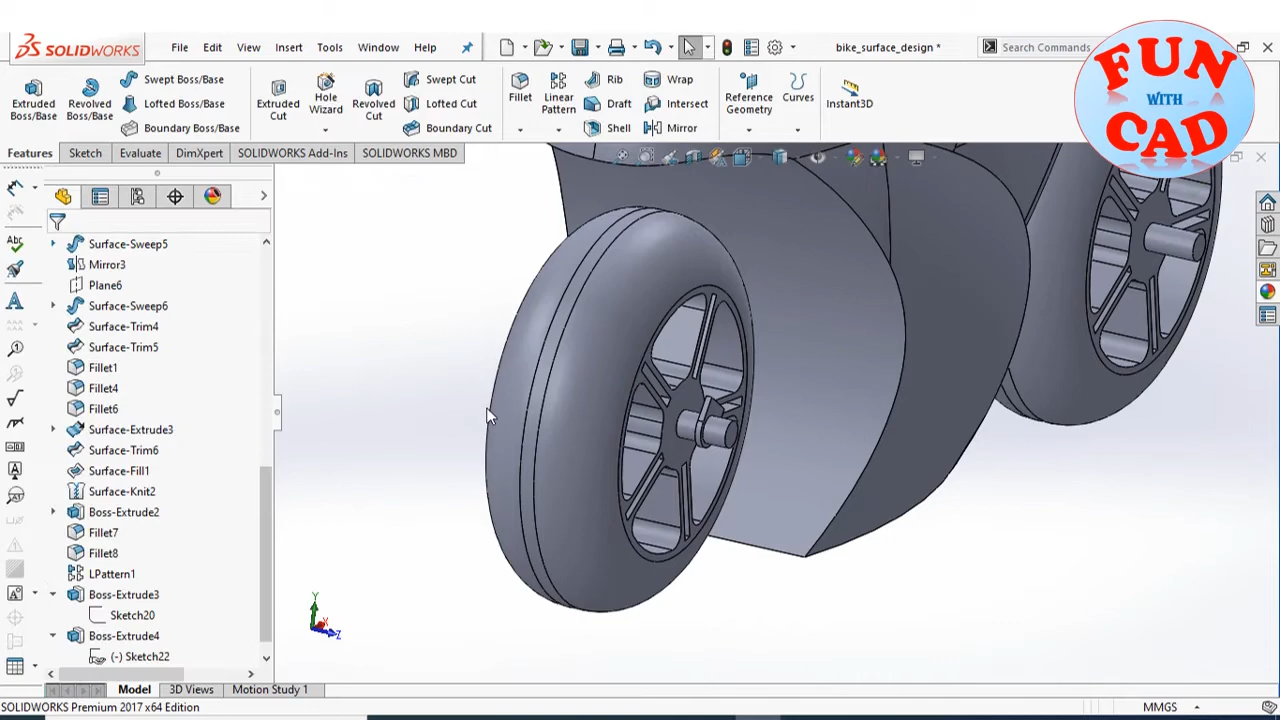 SOLIDWORKS
File Edit View Insert Tools Window Help
bike_surface_design *
Search Commands
FUN
WITH
CAD
Extruded Boss/Base
Revolved Boss/Base
Swept Boss/Base
Lofted Boss/Base
Boundary Boss/Base
Extruded Cut
Hole Wizard
Revolved Cut
Swept Cut
Lofted Cut
Boundary Cut
Fillet
Linear Pattern
Rib
Draft
Shell
Wrap
Intersect
Mirror
Reference Geometry
Curves
Instant3D
Features Sketch Evaluate DimXpert SOLIDWORKS Add-Ins SOLIDWORKS MBD
Abc
Surface-Sweep5
Mirror3
Plane6
Surface-Sweep6
Surface-Trim4
Surface-Trim5
Fillet1
Fillet4
Fillet6
Surface-Extrude3
Surface-Trim6
Surface-Fill1
Surface-Knit2
Boss-Extrude2
Fillet7
Fillet8
LPattern1
Boss-Extrude3
Sketch20
Boss-Extrude4
(-) Sketch22
Y
X
Z
Model 3D Views Motion Study 1
SOLIDWORKS Premium 2017 x64 Edition
MMGS